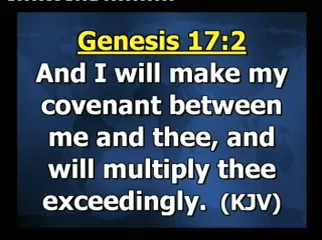 Genesis 17:2
And I will make my
covenant between
me and thee, and
will multiply thee
exceedingly. (KJV)